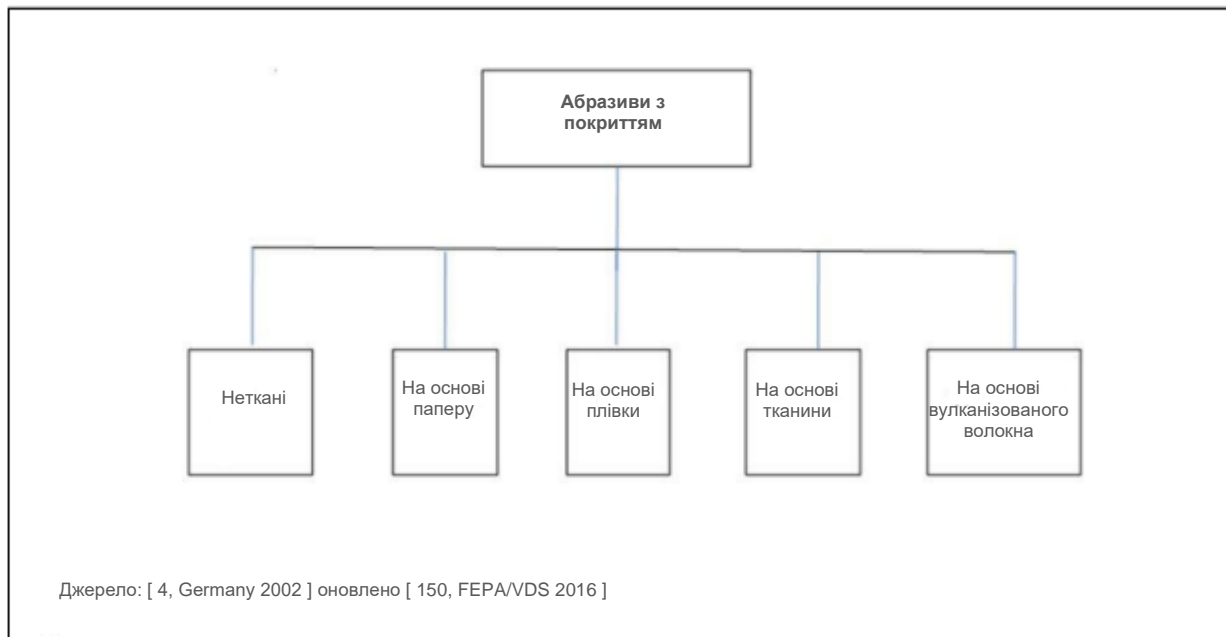 Абразиви з
покриттям
Неткані
На основі
паперу
На основі
плівки
На основі
тканини
На основі
вулканізованого
волокна
Джерело: [ 4, Germany 2002 ] оновлено [ 150, FEPA/VDS 2016 ]